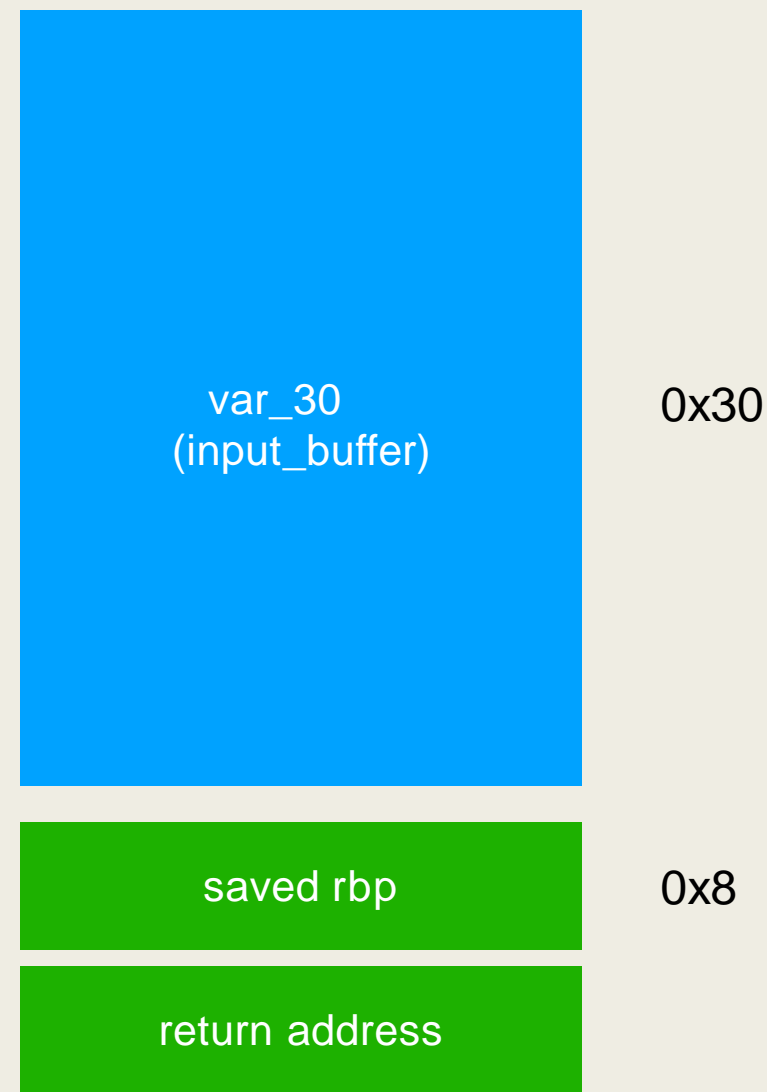 var_30
(input_buffer)
0x30
saved rbp
0x8
return address